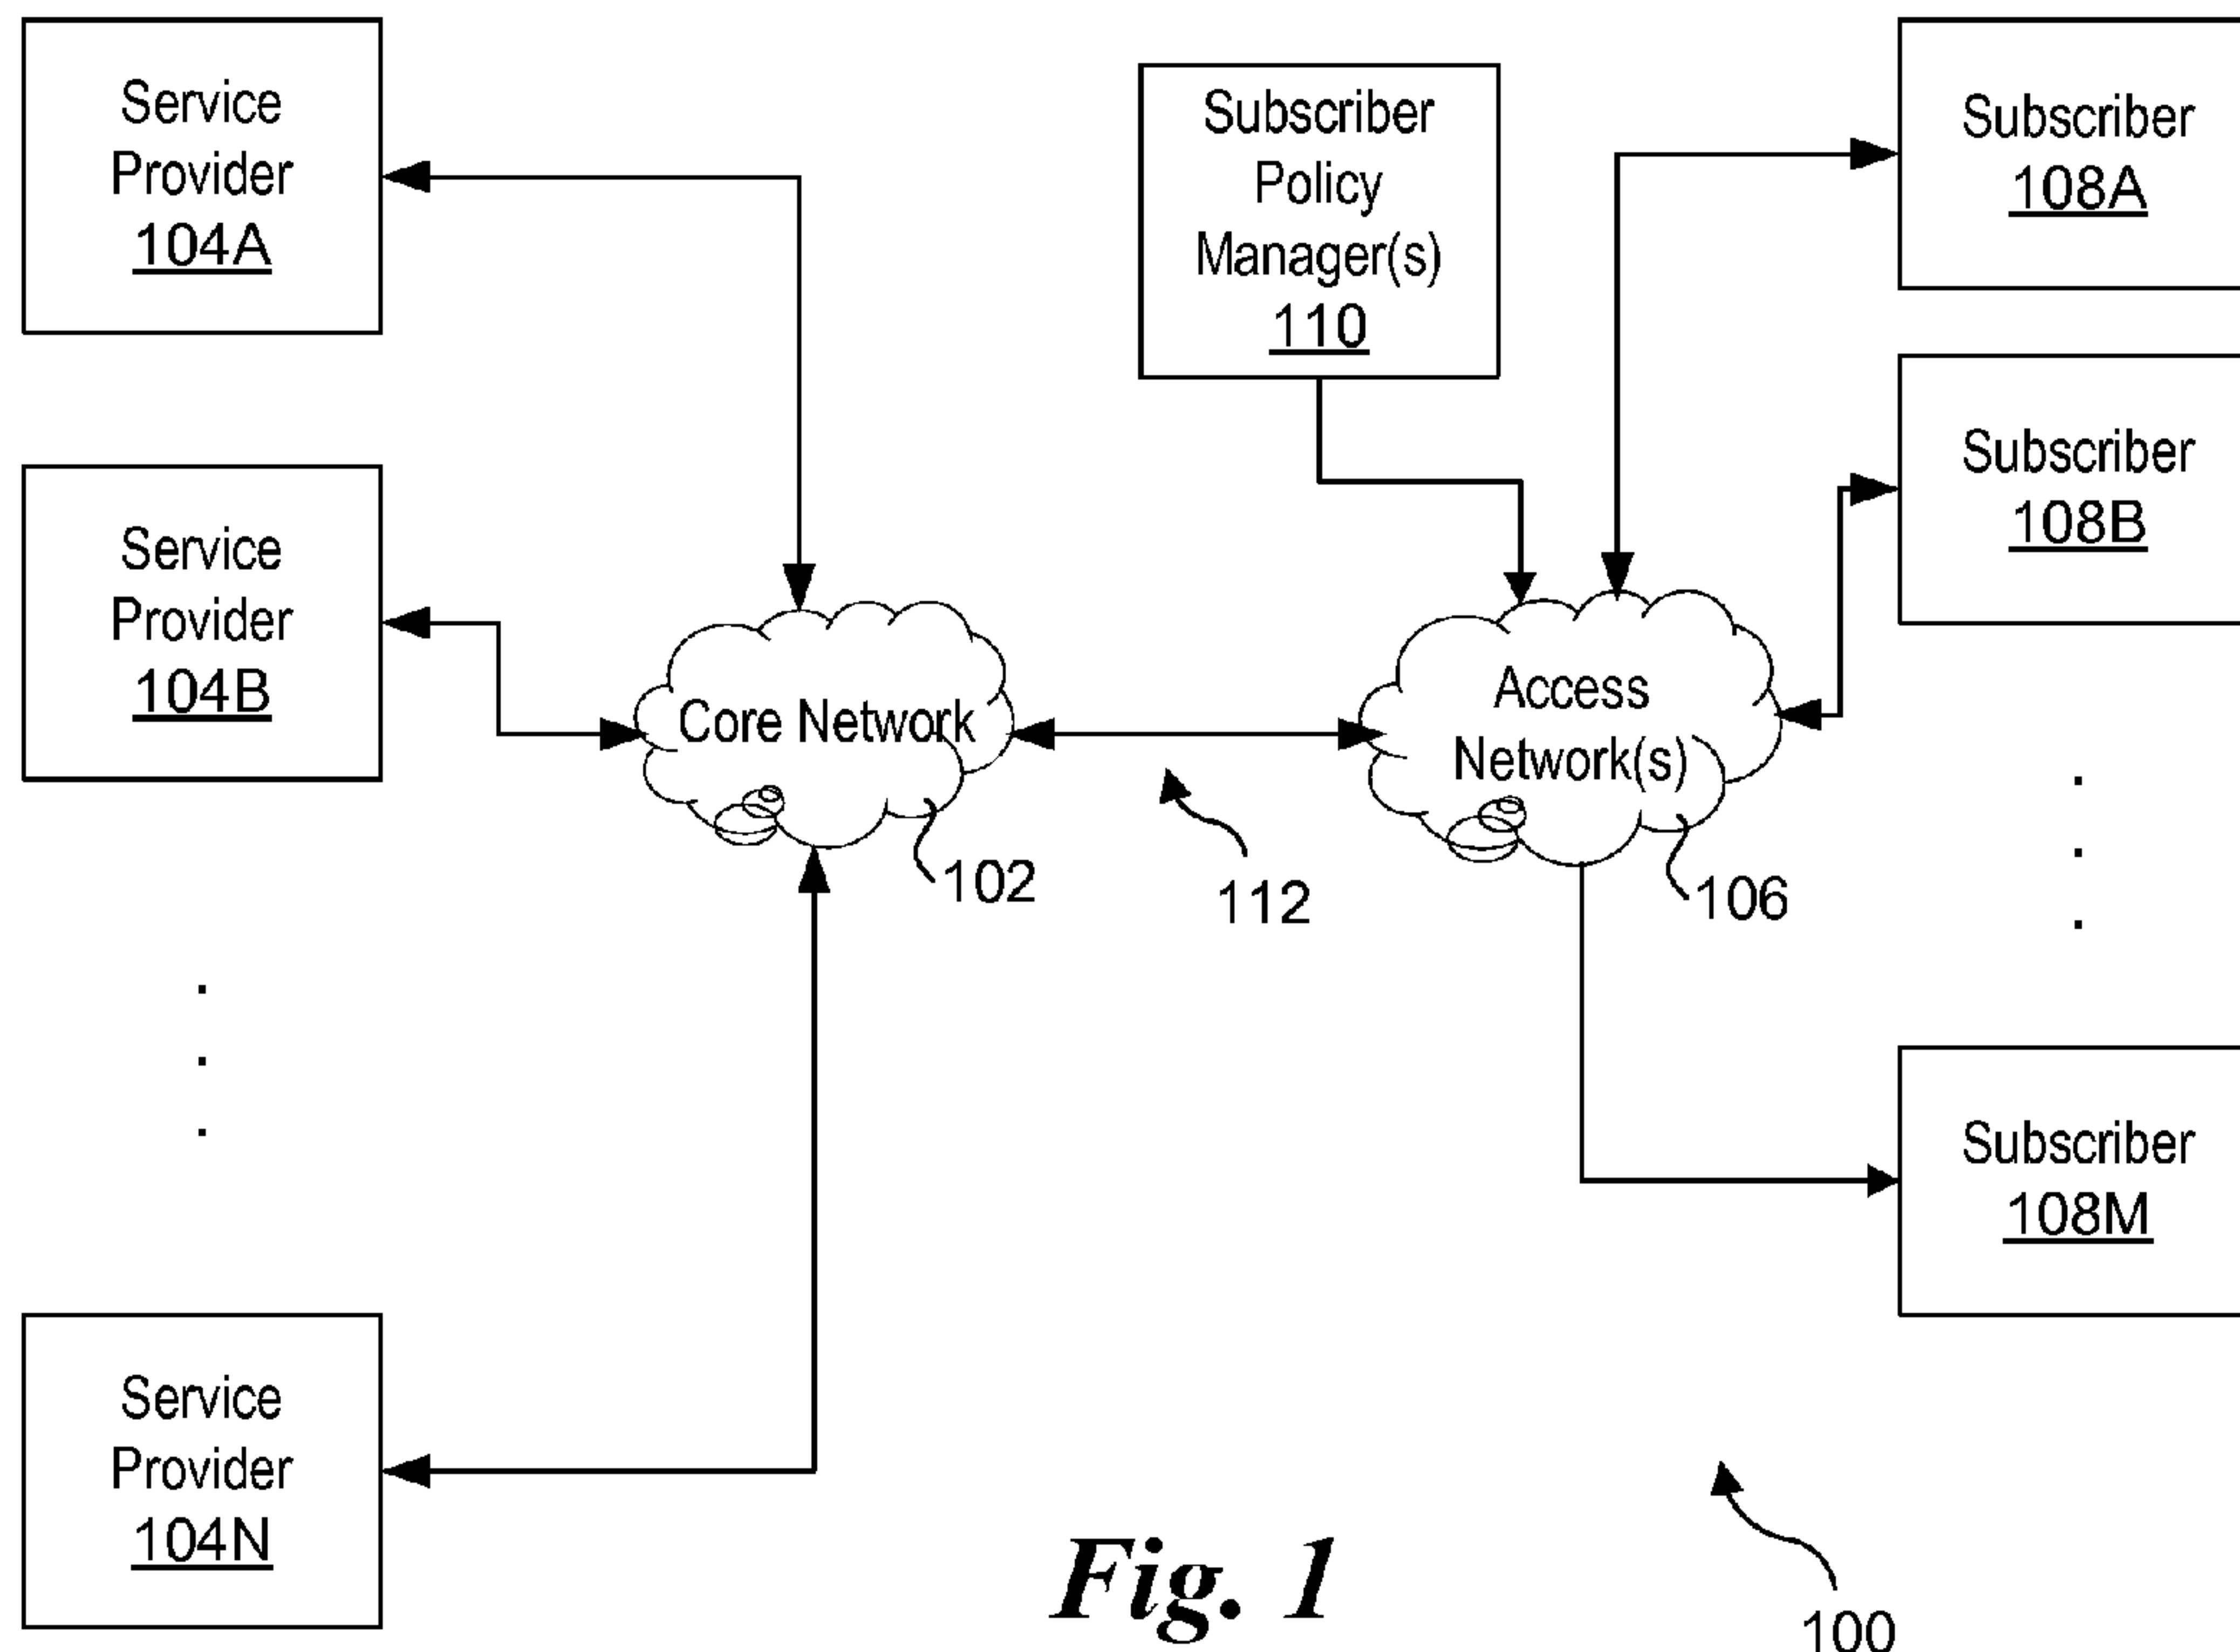 Service
Provider
104A
Subscriber
Policy
Manager(s)
110
Subscriber
108A
Service
Provider
104B
Subscriber
108B
Core Network
102
112
Access
Network(s)
106
Subscriber
108M
Service
Provider
104N
Fig. 1
100